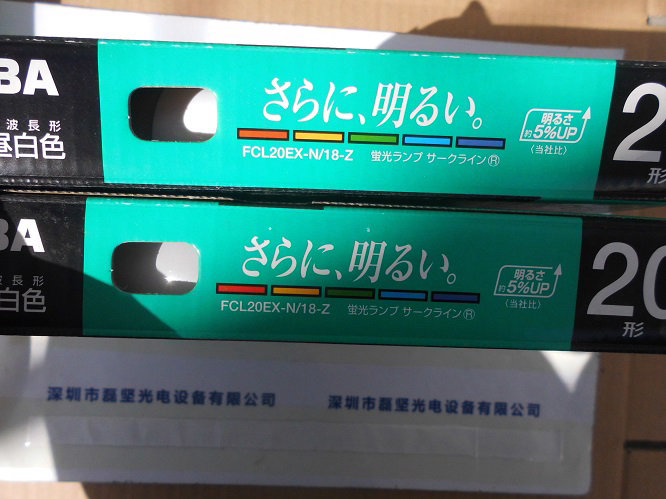 BA
波長形
昼白色
さらに、明るい。
FCL20EX-N/18-Z 蛍光ランプ サークラインⓇ
明るさ
約5%UP
(当社比)
2
形
BA
波長形
白色
さらに、明るい。
FCL20EX-N/18-Z 蛍光ランプ サークラインⓇ
明るさ
約5%UP
(当社比)
20
形
深圳市磊坚光电设备有限公司 深圳市磊坚光电设备有限公司